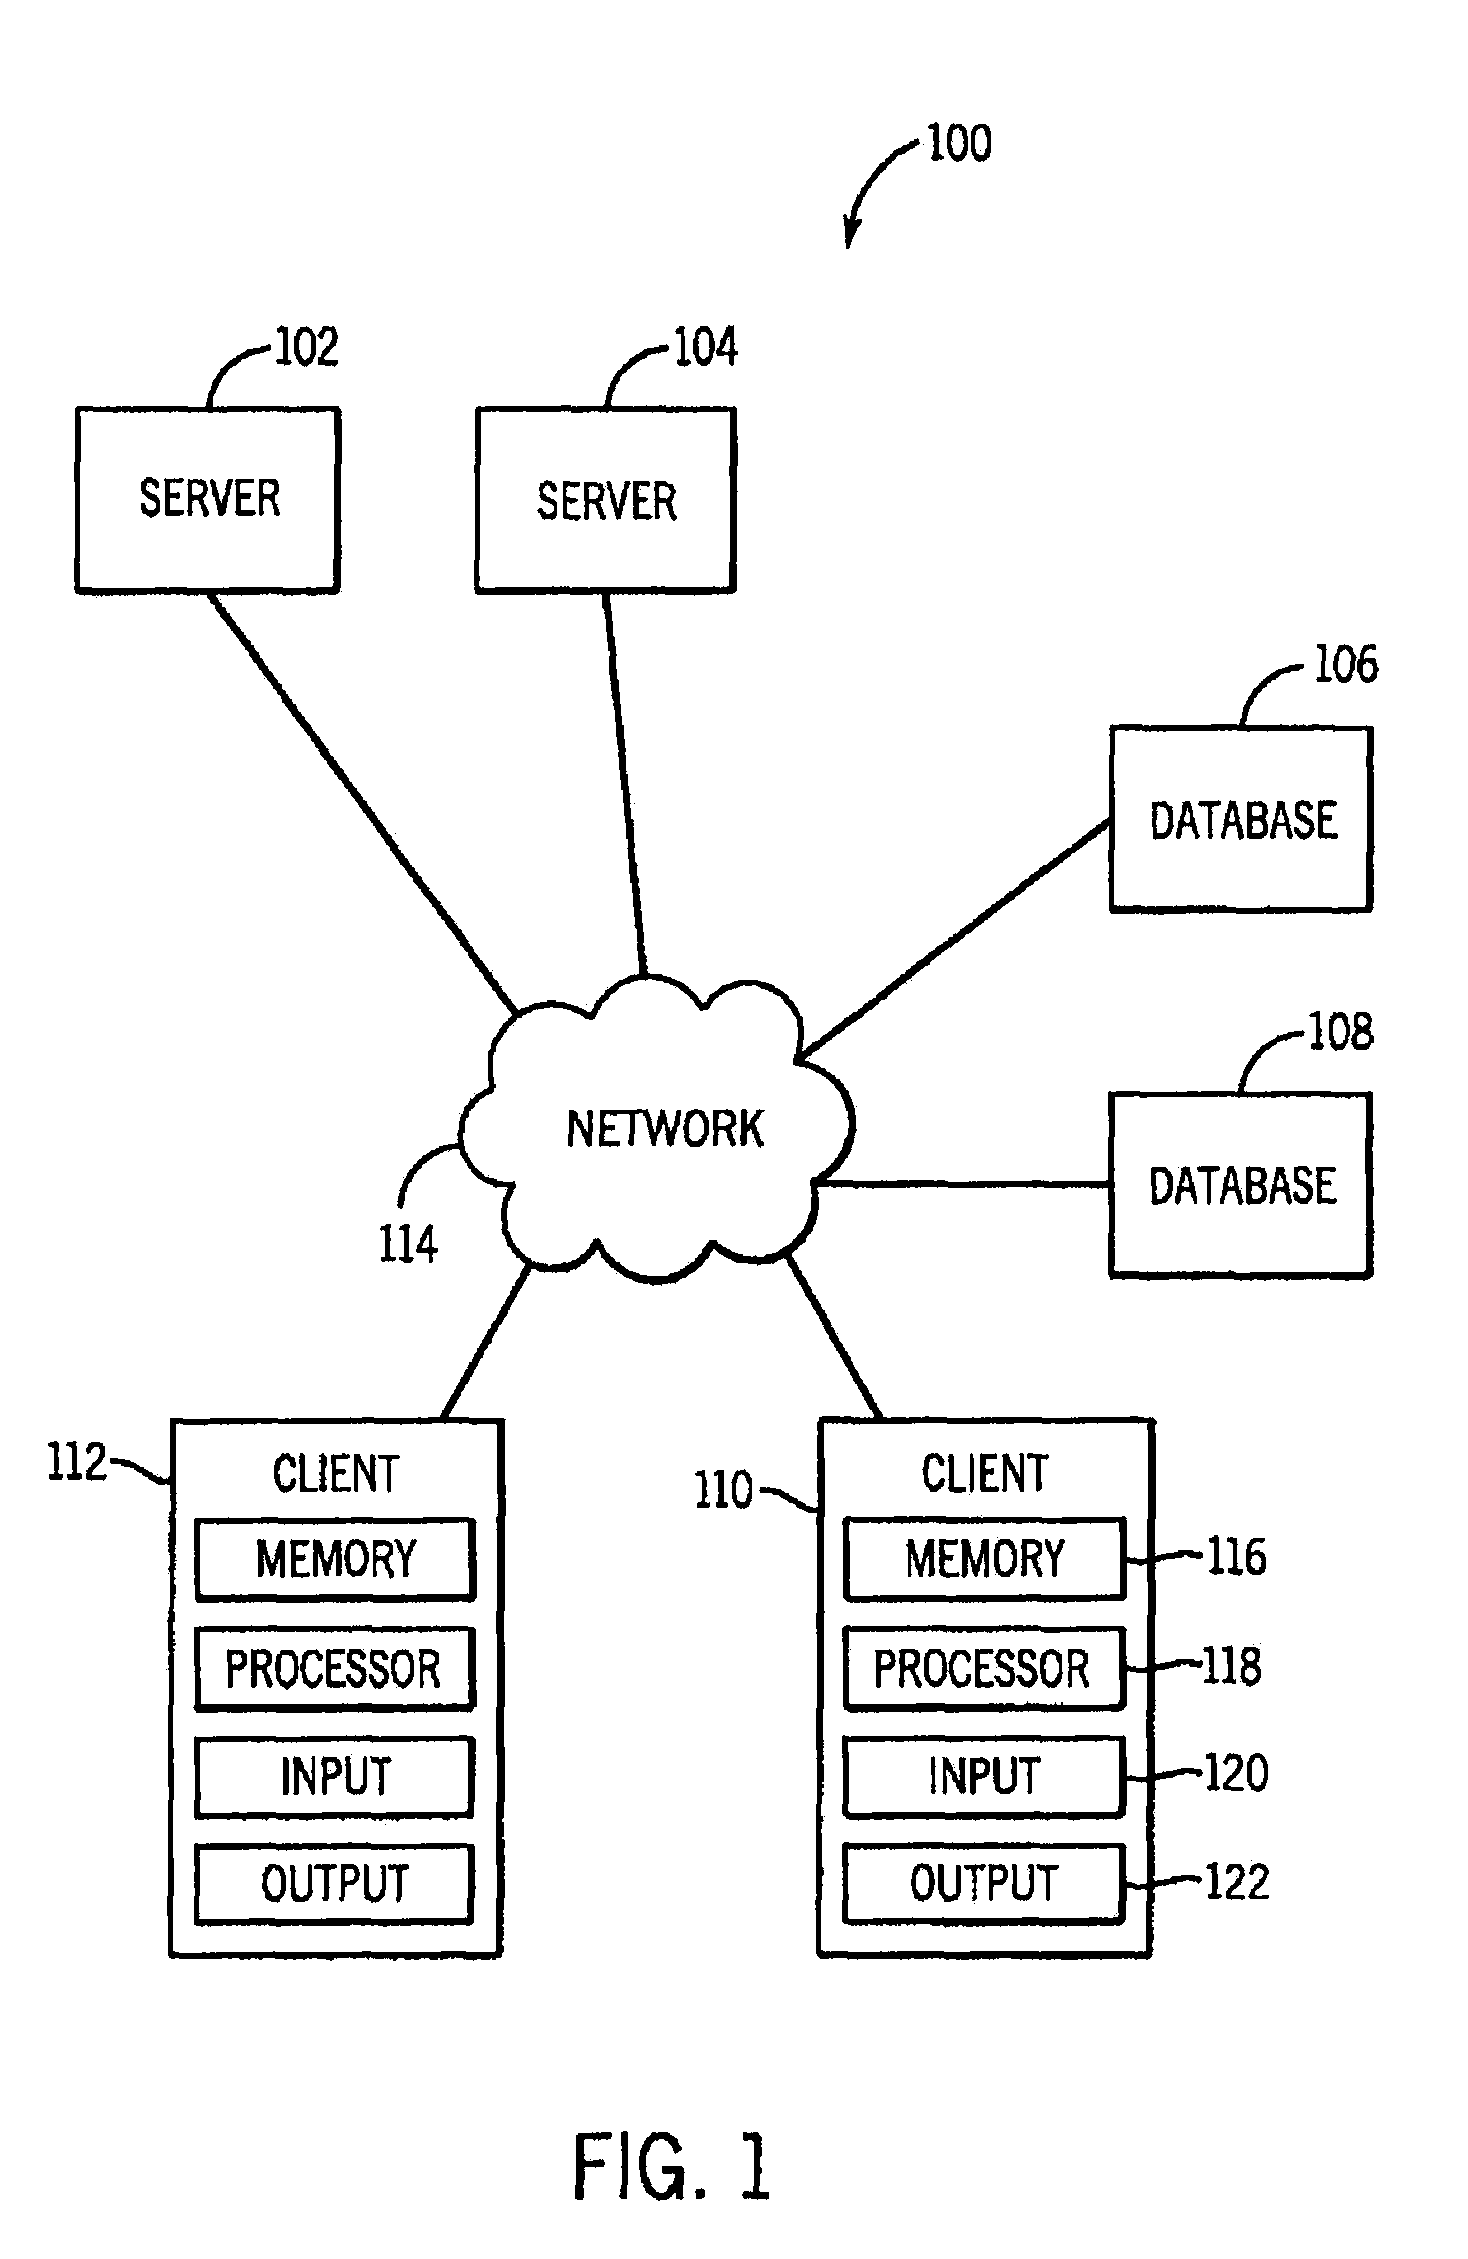 100
102
104
SERVER
SERVER
106
DATABASE
108
NETWORK
DATABASE
114
112
CLIENT
MEMORY
PROCESSOR
INPUT
OUTPUT
110
CLIENT
MEMORY
116
PROCESSOR
118
INPUT
120
OUTPUT
122
FIG. 1